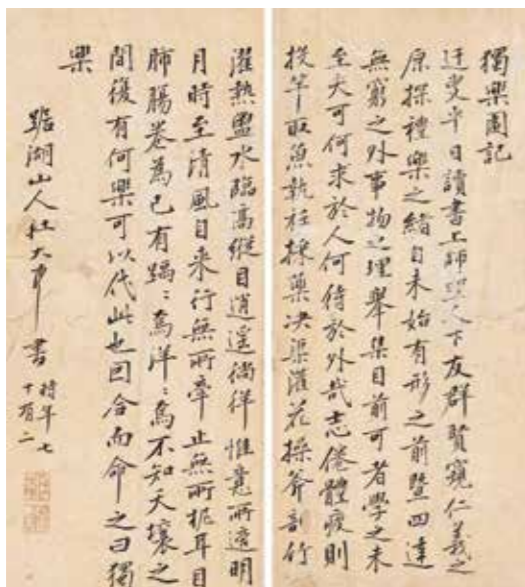 獨樂園記
迂叟平日讀書上師聖人下友群賢窺仁義之
原探禮樂之緒自未始有形之前暨四達
無窮之外事物之理舉集目前可者學之未
至夫可何求於人何待於外哉志倦體疲則
投竿取魚執衽採藥决渠灌花操斧剖竹
濯熱盥水臨高縱目逍遥徜徉惟意所適明
月時至清風自来行無所牽止無所柅耳目
肺腸卷為己有踽:焉洋:焉不知天壤之
間復有何樂可以代此也因合而命之曰獨
樂
湖山人杜大書
時年七
十有二